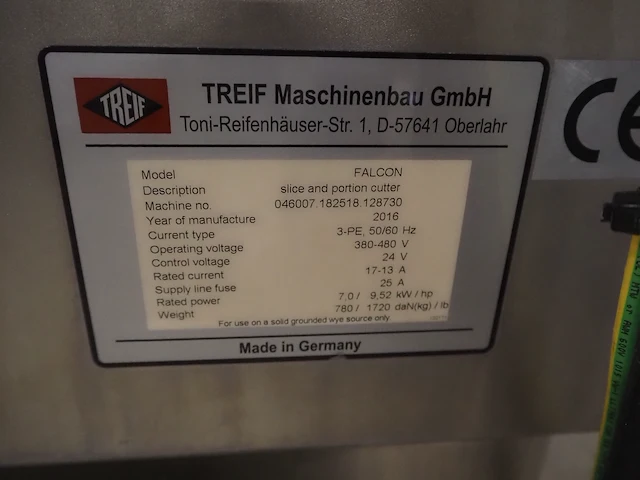 TREIF
TREIF Maschinenbau GmbH
Toni-Reifenhäuser-Str. 1, D-57641 Oberlahr
CE
Model FALCON
Description slice and portion cutter
Machine no. 046007.182518.128730
Year of manufacture 2016
Current type 3-PE, 50/60 Hz
Operating voltage 380-480 V
Control voltage 24 V
Rated current 17-13 A
Supply line fuse 25 A
Rated power 7,0 / 9,52 kW / hp
Weight 780 / 1720 daN(kg) / lb
For use on a solid grounded wye source only
Made in Germany